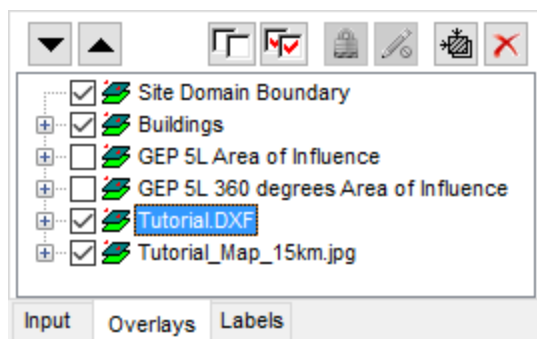 Site Domain Boundary
Buildings
GEP 5L Area of Influence
GEP 5L 360 degrees Area of Influence
Tutorial.DXF
Tutorial_Map_15km.jpg
Input Overlays Labels